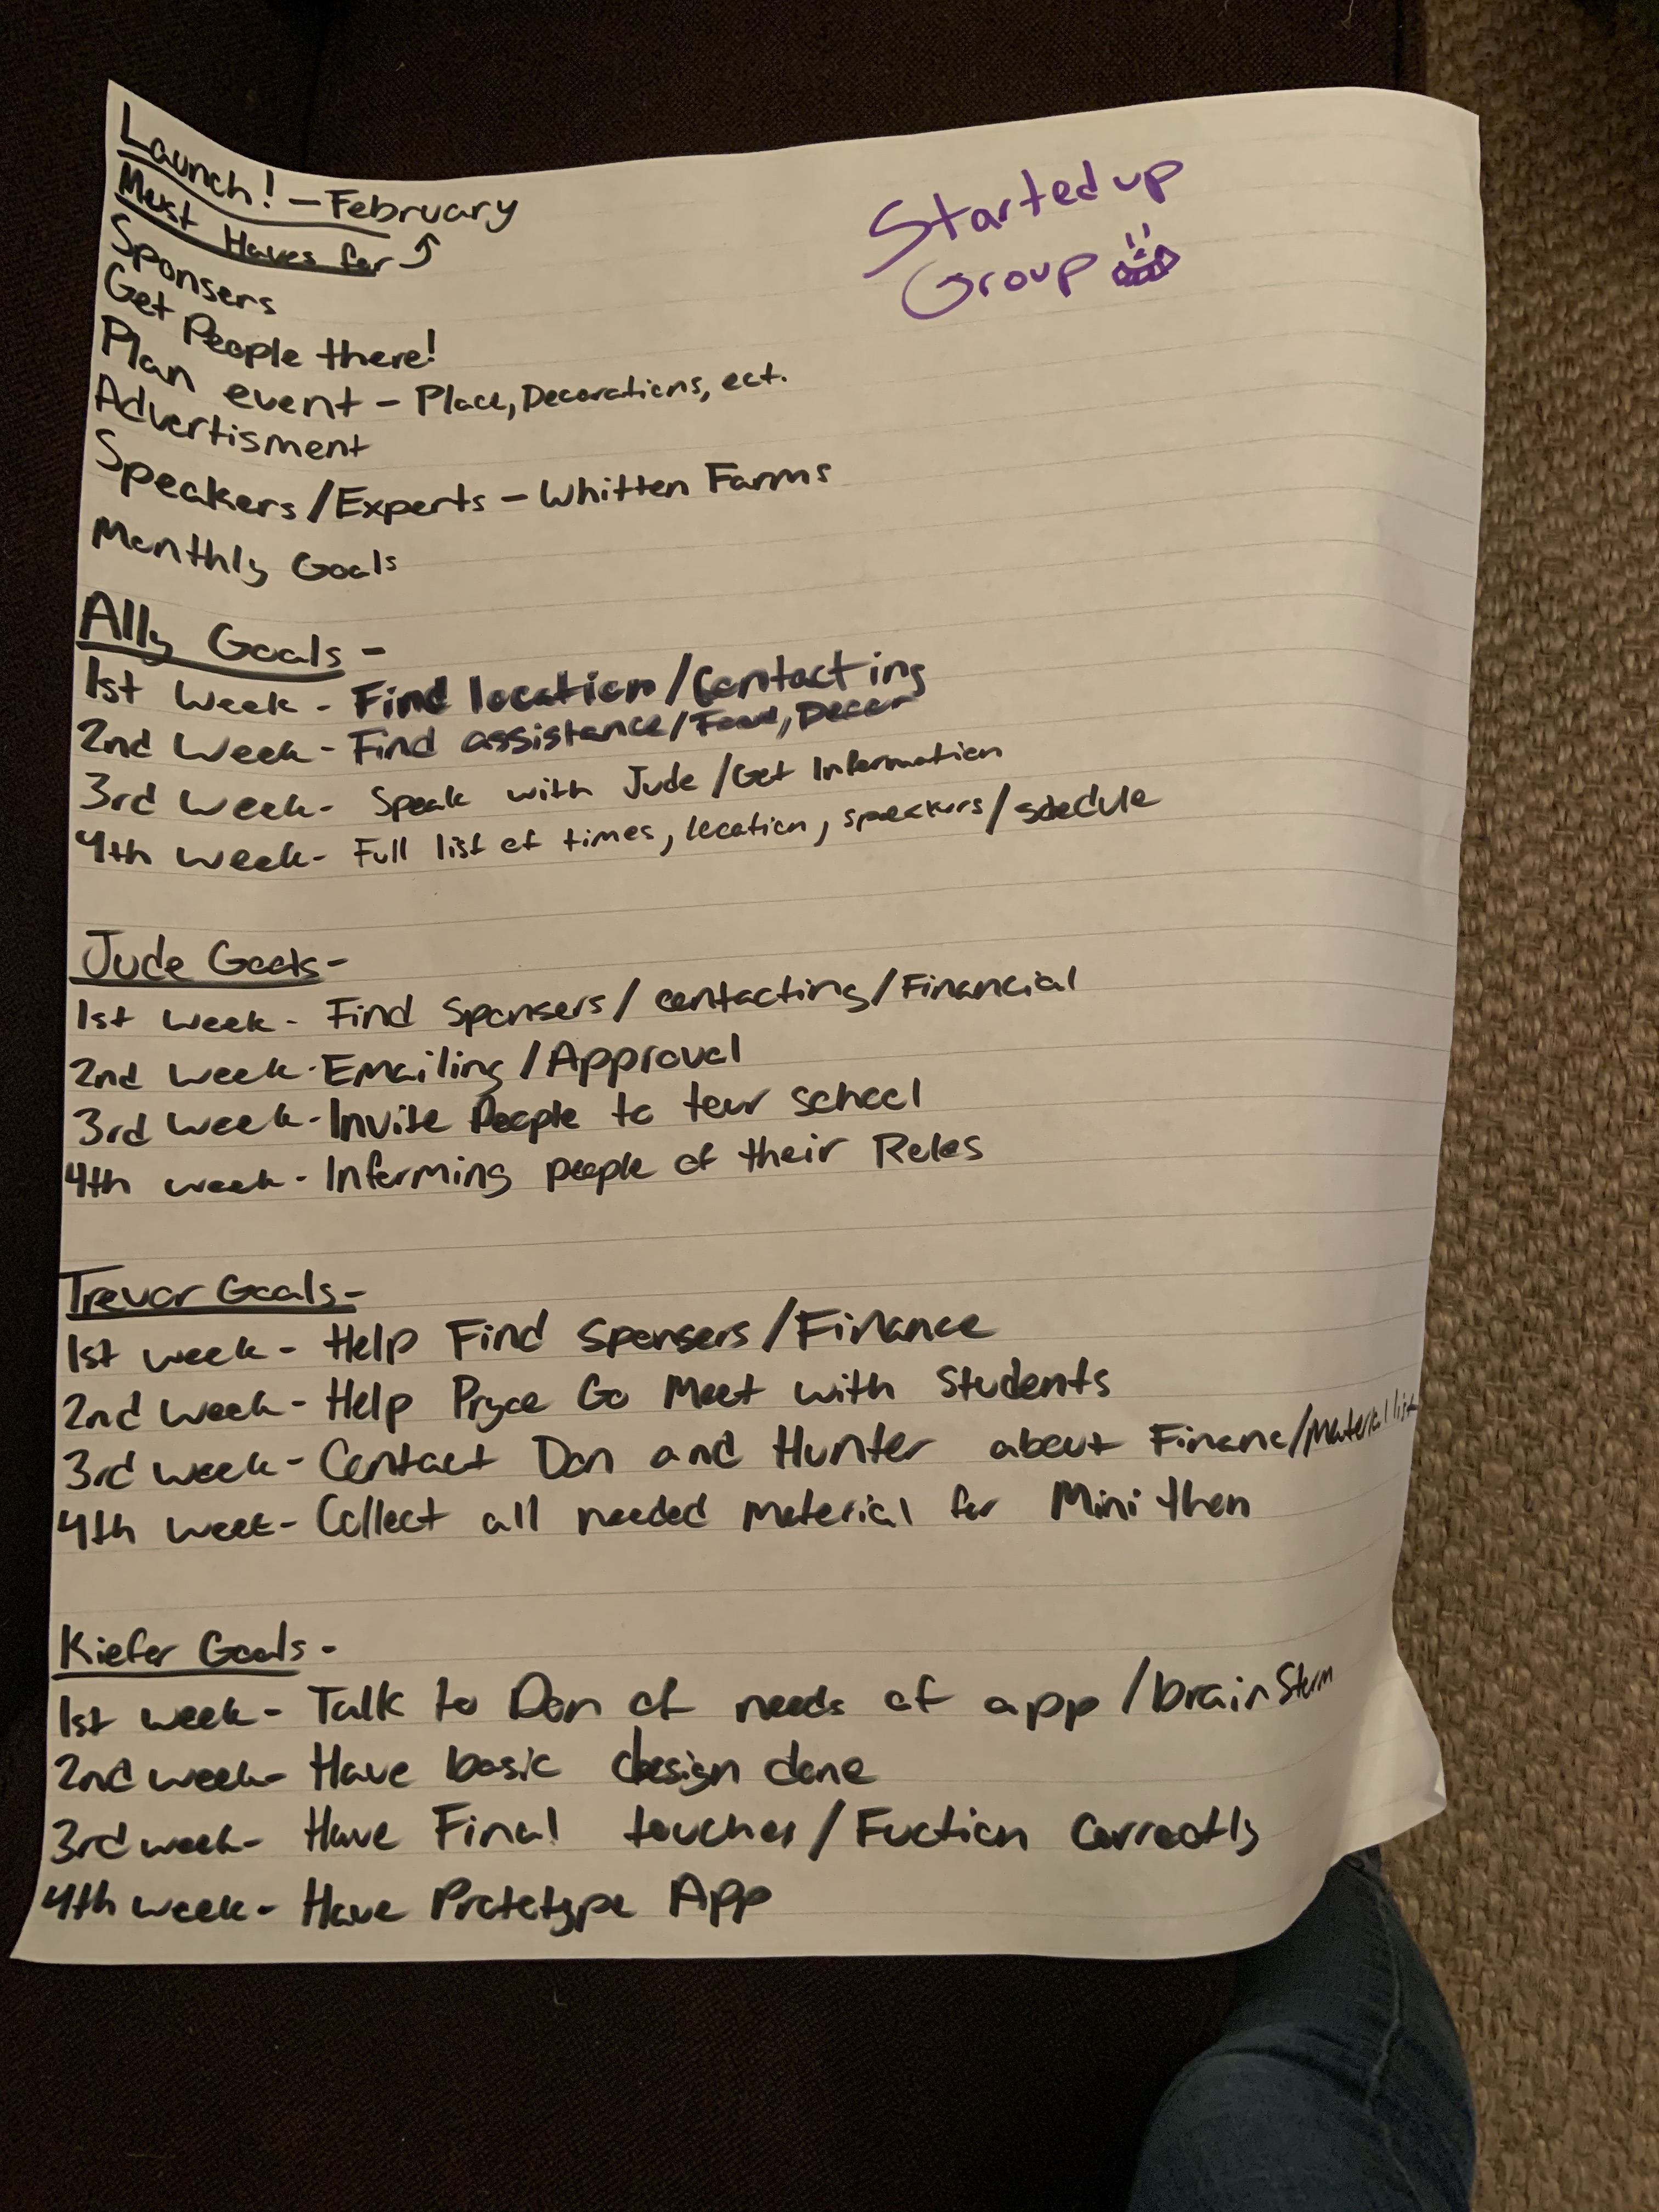 Launch! - February
Must Haves for
Started up
Group
Sponsers
Get People there!
Plan event - Place, Decorations, ect.
Advertisment
Speakers/Experts - Whitten Farms
Monthly Goals
Ally Goals -
1st Week - Find location/Contacting
2nd Week - Find assistance/Food, Decor
3rd Week - Speak with Jude/Get Information
4th week - Full list of times, location, speakers/schedule
Jude Goals -
1st week - Find Sponsers/contacting/Financial
2nd week - Emailing/Approval
3rd week - Invite People to tour school
4th week - Informing people of their Roles
Trevor Goals -
1st week - Help Find Sponsers/Finance
2nd week - Help Pryce Go Meet with Students
3rd week - Contact Don and Hunter about Financ/Material list
4th week - Collect all needed Material for Mini thon
Kiefer Goals -
1st week - Talk to Don of needs of app/brain Storm
2nd week - Have basic design done
3rd week - Have Final touches/Fuction Correctly
4th week - Have Prototype App